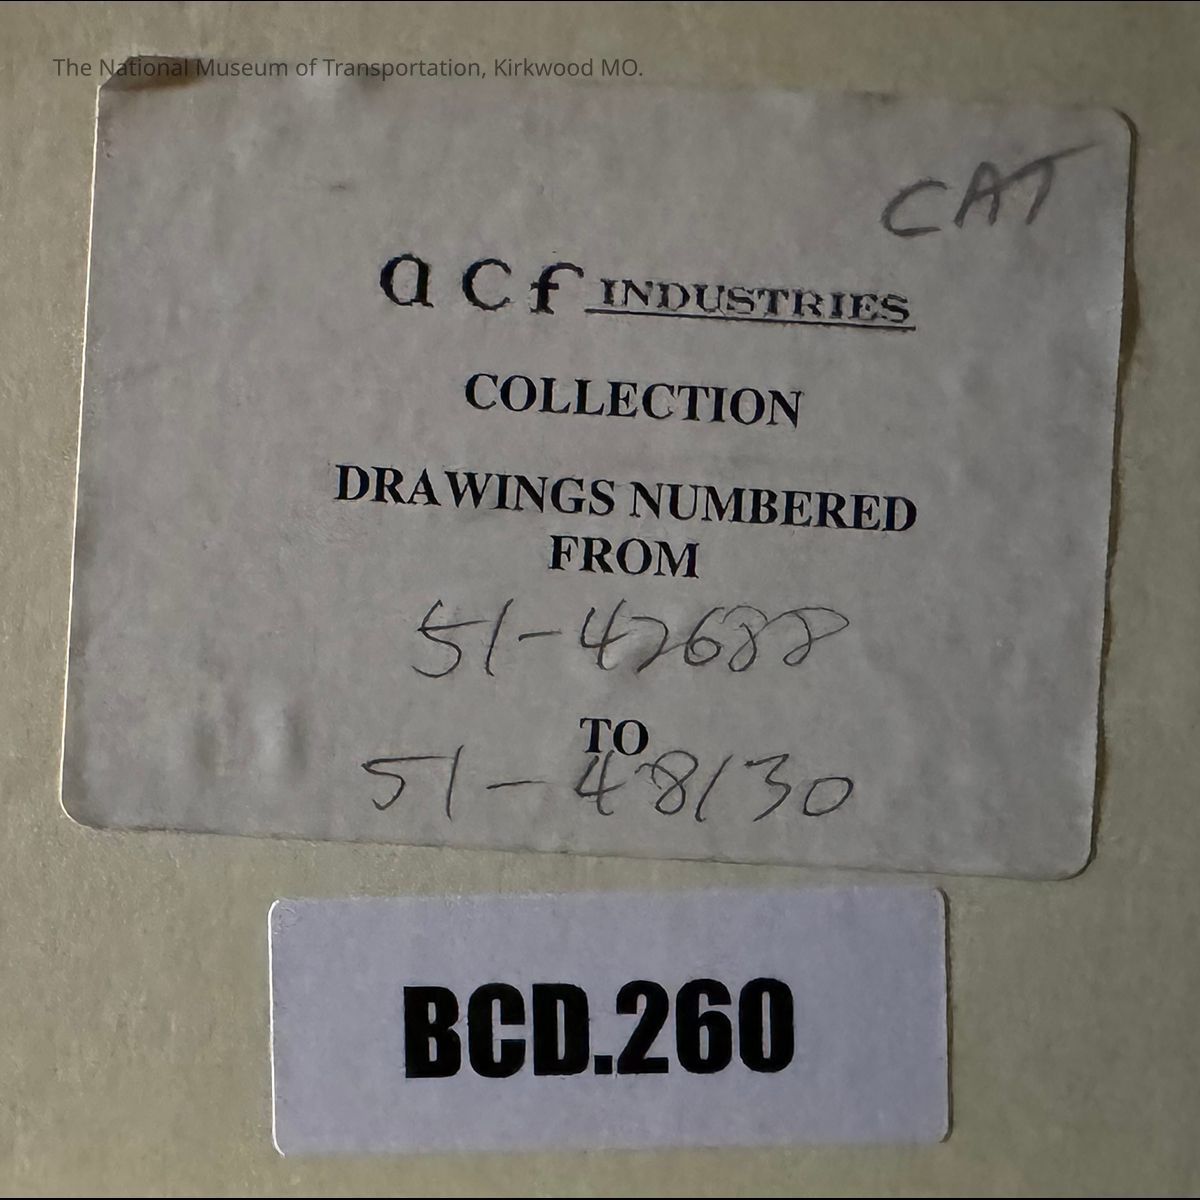 The National Museum of Transportation, Kirkwood MO.
CAT
acf INDUSTRIES
COLLECTION
DRAWINGS NUMBERED
FROM
51-42688
TO
51-48130
BCD.260